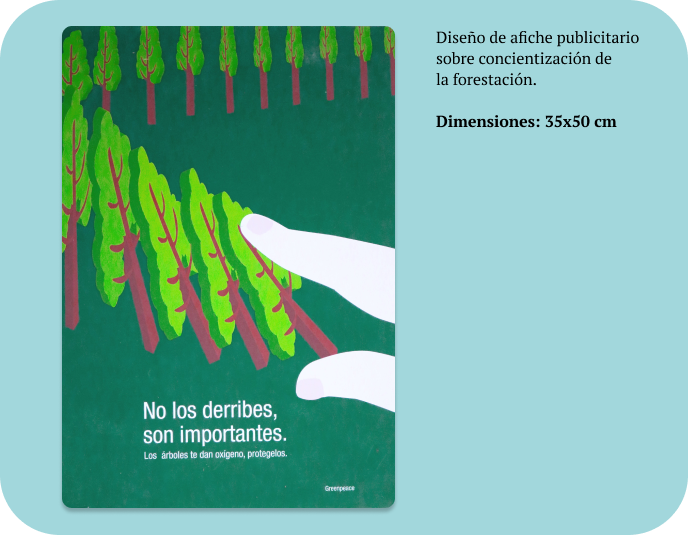 Diseño de afiche publicitario
sobre concientización de
la forestación.
Dimensiones: 35x50 cm
No los derribes,
son importantes.
Los árboles te dan oxígeno, protegelos.
Greenpeace